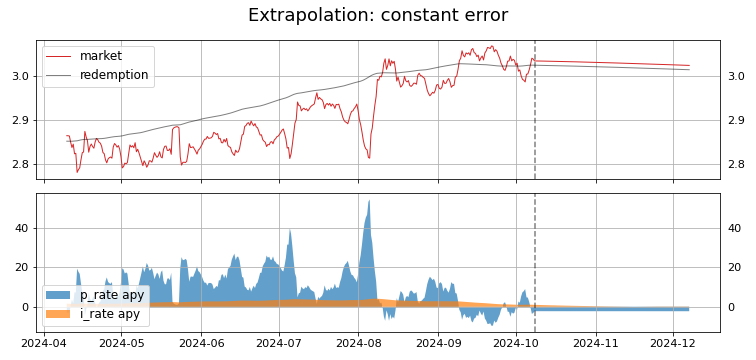 Extrapolation: constant error
market
redemption
3.0 3.0
2.9 2.9
2.8 2.8
40 40
20 20
0 0
p_rate apy
i_rate apy
2024-04 2024-05 2024-06 2024-07 2024-08 2024-09 2024-10 2024-11 2024-12